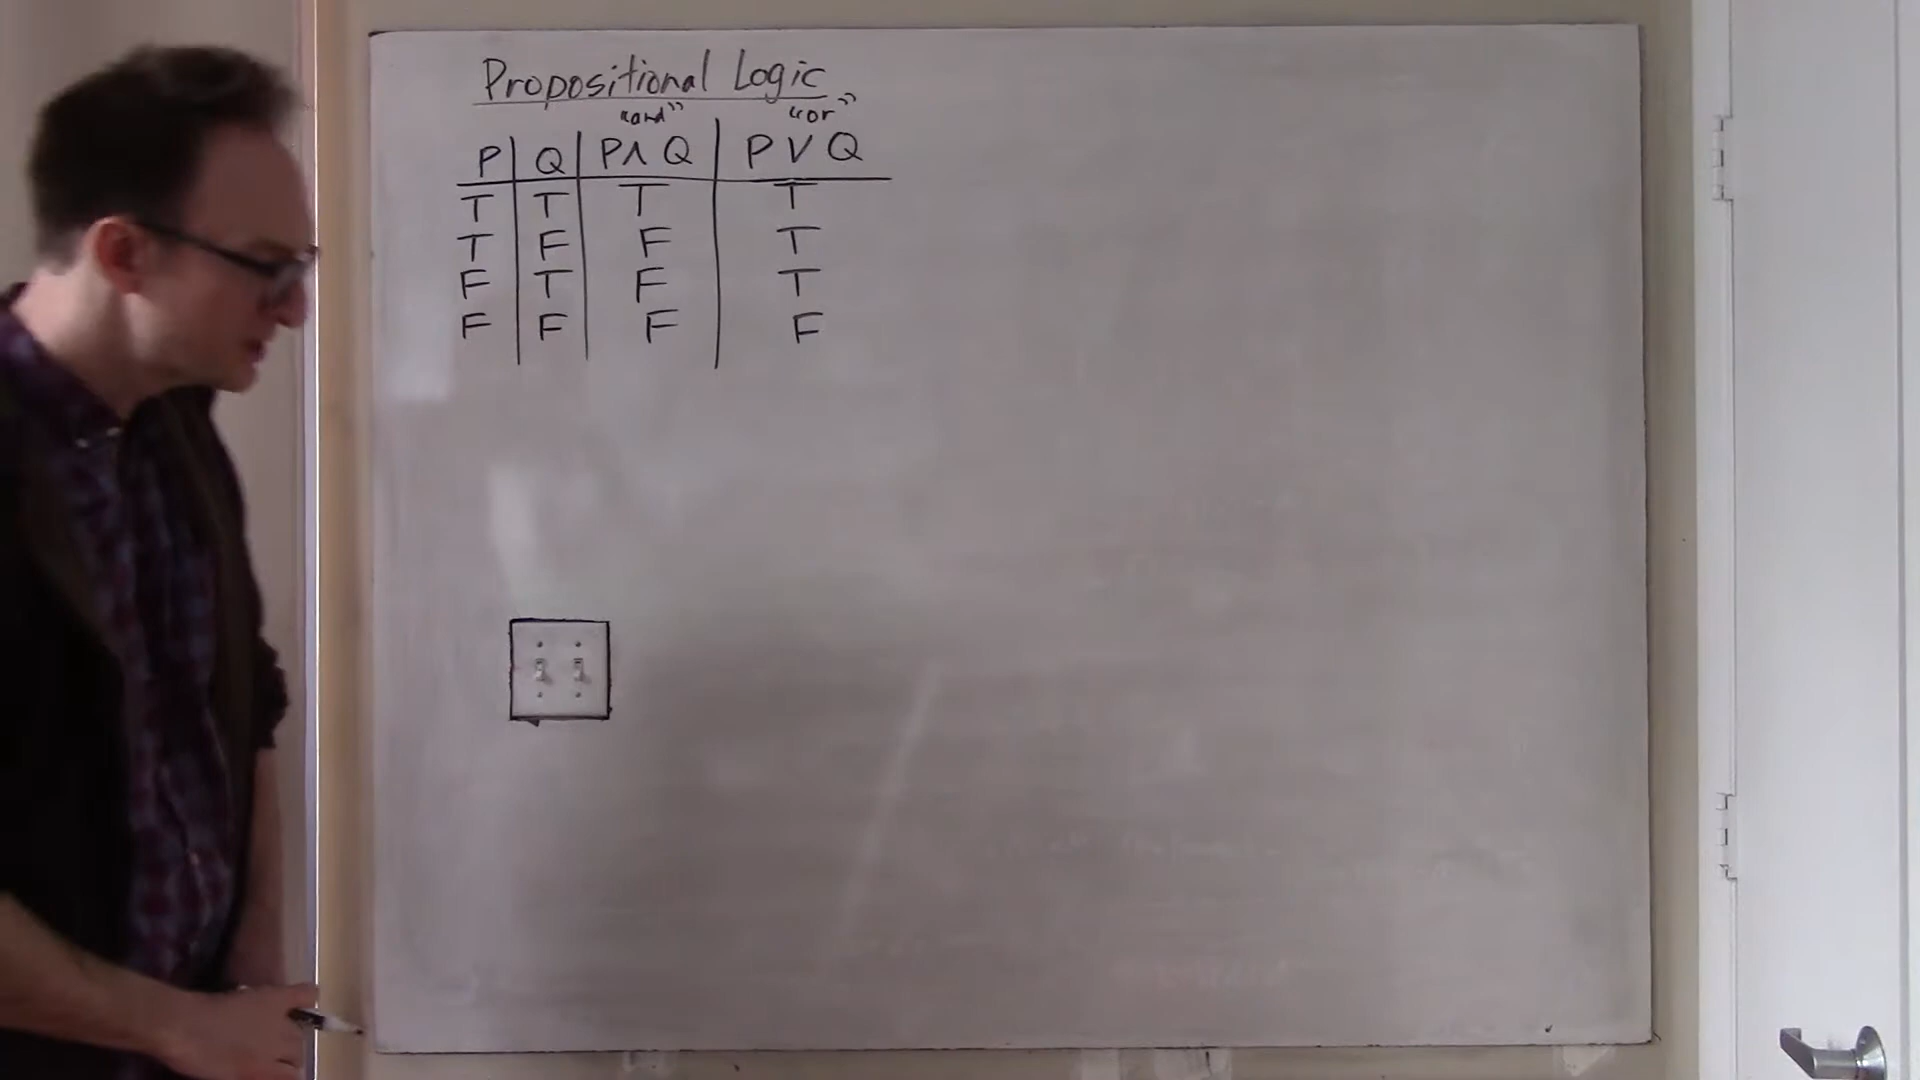 Propositional Logic
"and" "or"
P Q P∧Q P∨Q
T T T T
T F F T
F T F T
F F F F